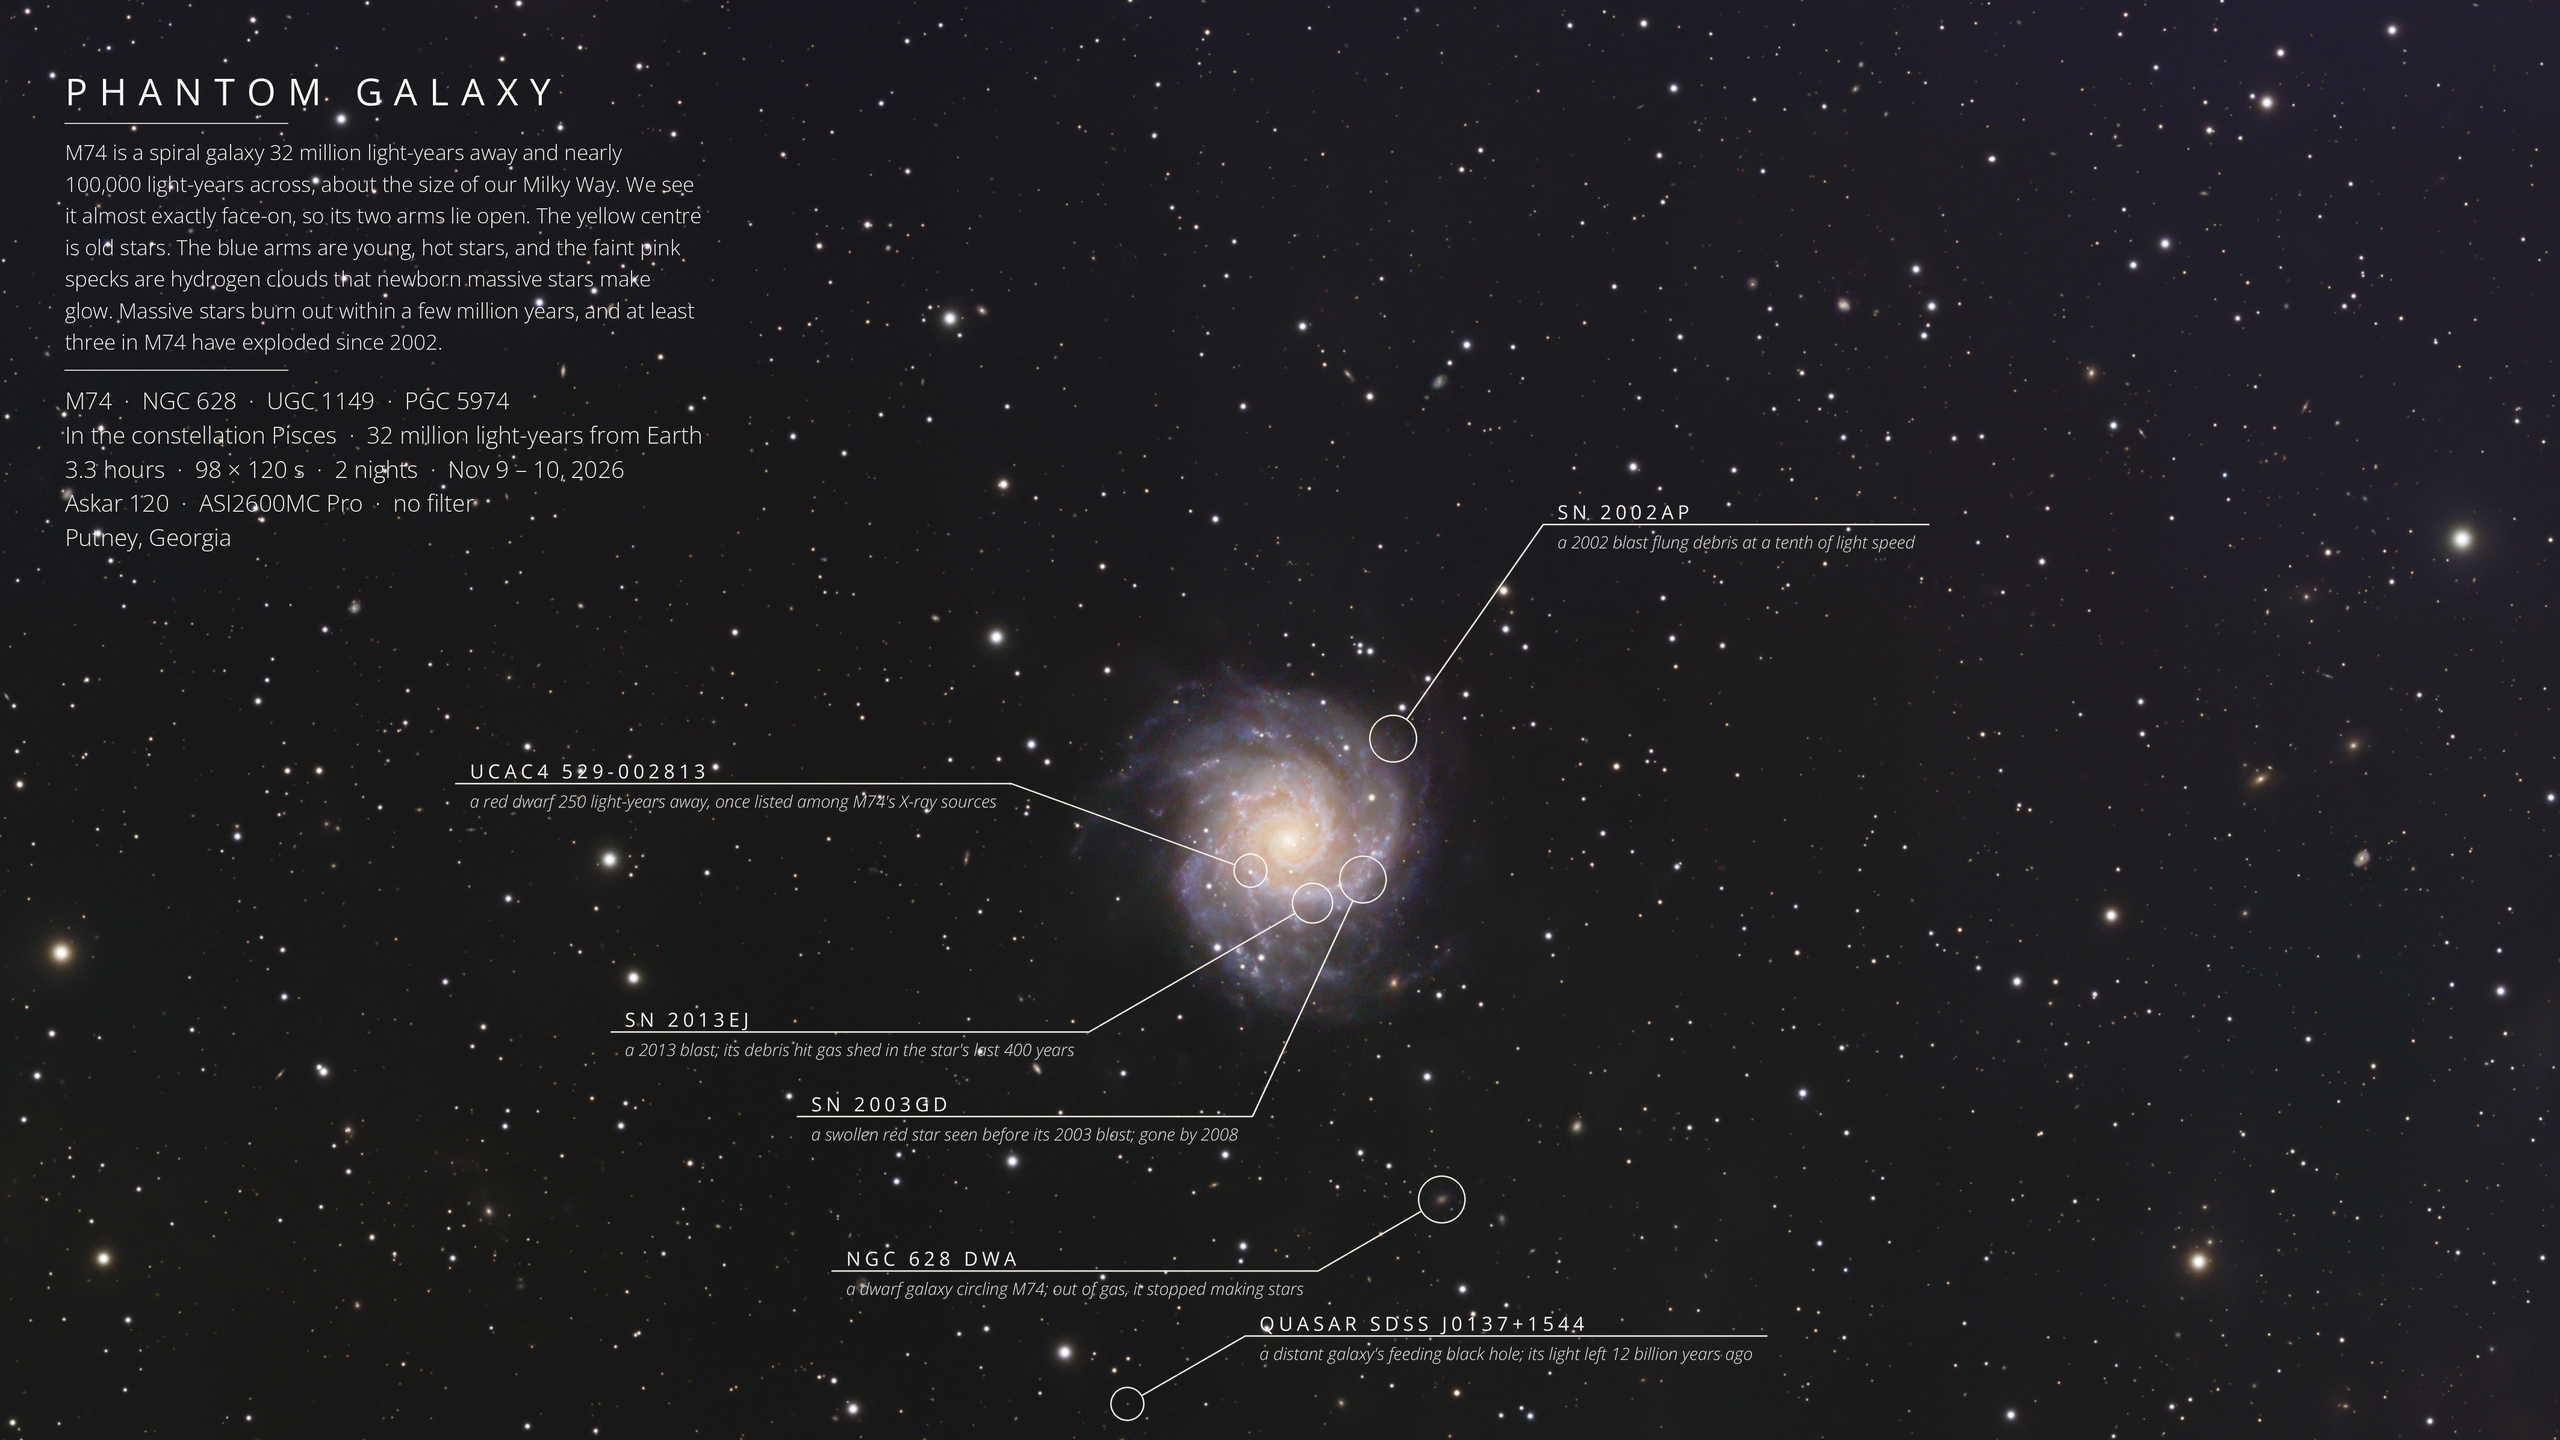 PHANTOM GALAXY
M74 is a spiral galaxy 32 million light-years away and nearly
100,000 light-years across, about the size of our Milky Way. We see
it almost exactly face-on, so its two arms lie open. The yellow centre
is old stars. The blue arms are young, hot stars, and the faint pink
specks are hydrogen clouds that newborn massive stars make
glow. Massive stars burn out within a few million years, and at least
three in M74 have exploded since 2002.
M74 · NGC 628 · UGC 1149 · PGC 5974
In the constellation Pisces · 32 million light-years from Earth
3.3 hours · 98 × 120 s · 2 nights · Nov 9 – 10, 2026
Askar 120 · ASI2600MC Pro · no filter
Putney, Georgia
SN 2002AP
a 2002 blast flung debris at a tenth of light speed
UCAC4 529-002813
a red dwarf 250 light-years away, once listed among M74's X-ray sources
SN 2013EJ
a 2013 blast; its debris hit gas shed in the star's last 400 years
SN 2003GD
a swollen red star seen before its 2003 blast; gone by 2008
NGC 628 DWA
a dwarf galaxy circling M74; out of gas, it stopped making stars
QUASAR SDSS J0137+1544
a distant galaxy's feeding black hole; its light left 12 billion years ago